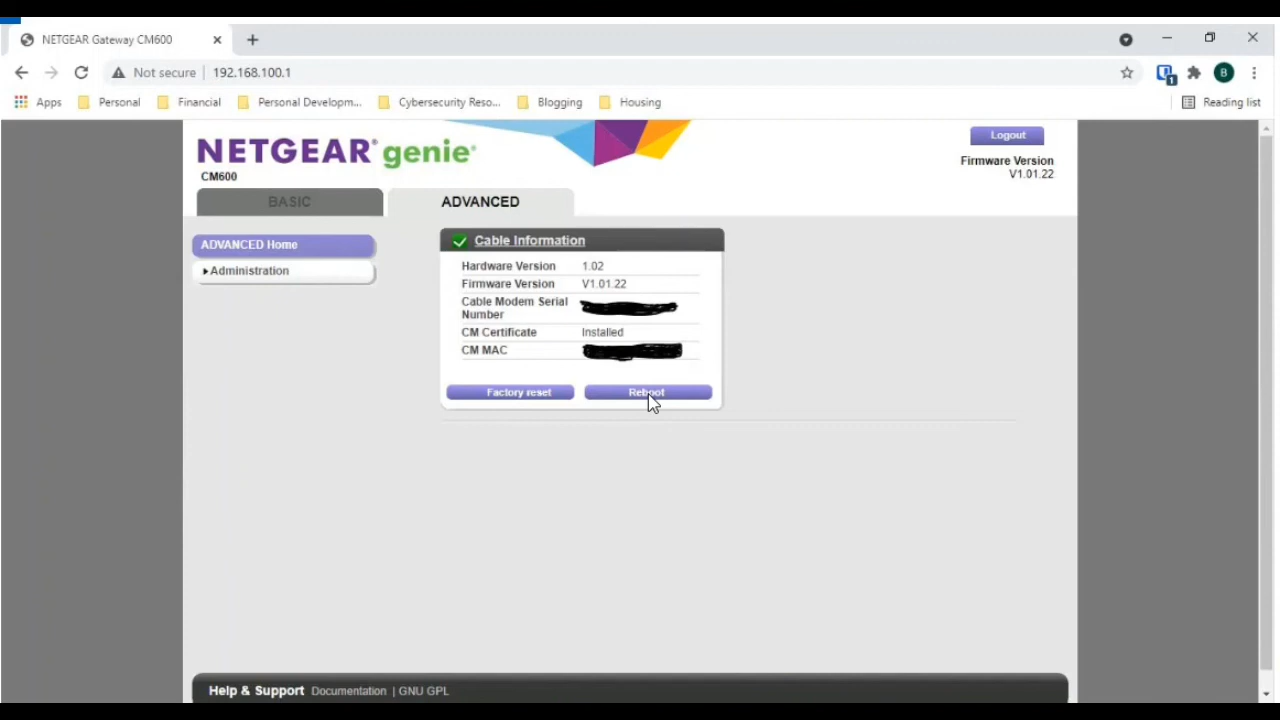 NETGEAR Gateway CM600
Not secure 192.168.100.1
Apps Personal Financial Personal Developm... Cybersecurity Reso... Blogging Housing Reading list
B
1
NETGEAR® genie®
CM600
Logout
Firmware Version
V1.01.22
BASIC ADVANCED
ADVANCED Home
Administration
Cable Information
Hardware Version 1.02
Firmware Version V1.01.22
Cable Modem Serial
Number
CM Certificate Installed
CM MAC
Factory reset Reboot
Help & Support Documentation | GNU GPL